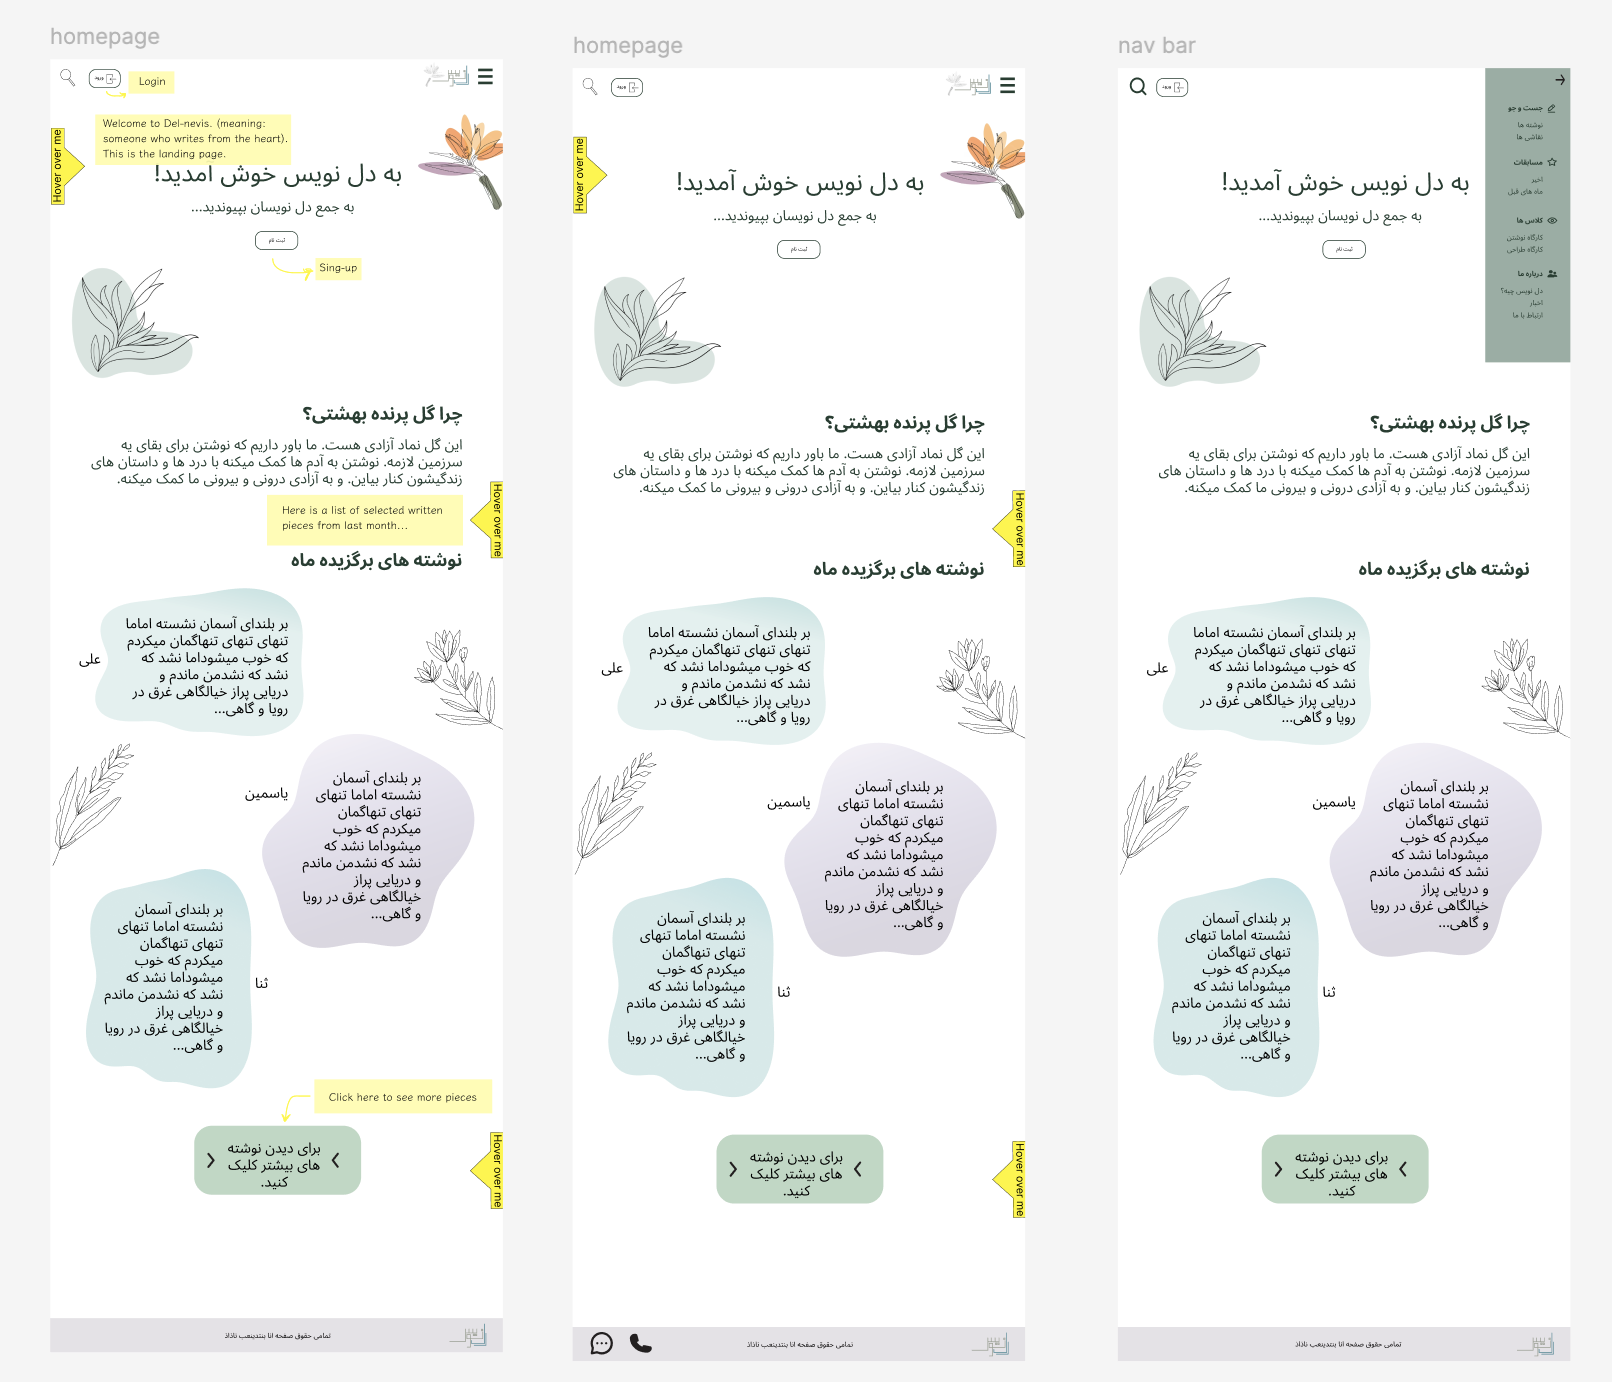 homepage
ورود
Login
Welcome to Del-nevis. (meaning:
someone who writes from the heart).
This is the landing page.
Hover over me
به دل نویس خوش آمدید!
به جمع دل نویسان بپیوندید...
ثبت نام
Sing-up
چرا گل پرنده بهشتی؟
این گل نماد آزادی هست. ما باور داریم که نوشتن برای بقای یه
سرزمین لازمه. نوشتن به آدم ها کمک میکنه با درد ها و داستان های
زندگیشون کنار بیاین. و به آزادی درونی و بیرونی ما کمک میکنه.
Here is a list of selected written
pieces from last month...
Hover over me
نوشته های برگزیده ماه
بر بلندای آسمان نشسته اماما
تنهای تنهای تنهاگمان میکردم
که خوب میشوداما نشد که
نشد که نشدمن ماندم و
دریایی پراز خیالگاهی غرق در
رویا و گاهی...
علی
بر بلندای آسمان
نشسته اماما تنهای
تنهای تنهاگمان
میکردم که خوب
میشوداما نشد که
نشد که نشدمن ماندم
و دریایی پراز
خیالگاهی غرق در رویا
و گاهی...
یاسمین
بر بلندای آسمان
نشسته اماما تنهای
تنهای تنهاگمان
میکردم که خوب
میشوداما نشد که
نشد که نشدمن ماندم
و دریایی پراز
خیالگاهی غرق در رویا
و گاهی...
ثنا
Click here to see more pieces
برای دیدن نوشته
های بیشتر کلیک
کنید.
Hover over me
تمامی حقوق صفحه انا بنتدینعب ناذاذ
homepage
ورود
Hover over me
به دل نویس خوش آمدید!
به جمع دل نویسان بپیوندید...
ثبت نام
چرا گل پرنده بهشتی؟
این گل نماد آزادی هست. ما باور داریم که نوشتن برای بقای یه
سرزمین لازمه. نوشتن به آدم ها کمک میکنه با درد ها و داستان های
زندگیشون کنار بیاین. و به آزادی درونی و بیرونی ما کمک میکنه.
Hover over me
نوشته های برگزیده ماه
بر بلندای آسمان نشسته اماما
تنهای تنهای تنهاگمان میکردم
که خوب میشوداما نشد که
نشد که نشدمن ماندم و
دریایی پراز خیالگاهی غرق در
رویا و گاهی...
علی
بر بلندای آسمان
نشسته اماما تنهای
تنهای تنهاگمان
میکردم که خوب
میشوداما نشد که
نشد که نشدمن ماندم
و دریایی پراز
خیالگاهی غرق در رویا
و گاهی...
یاسمین
بر بلندای آسمان
نشسته اماما تنهای
تنهای تنهاگمان
میکردم که خوب
میشوداما نشد که
نشد که نشدمن ماندم
و دریایی پراز
خیالگاهی غرق در رویا
و گاهی...
ثنا
برای دیدن نوشته
های بیشتر کلیک
کنید.
Hover over me
تمامی حقوق صفحه انا بنتدینعب ناذاذ
nav bar
ورود
جست و جو
نوشته ها
نقاشی ها
مسابقات
اخیر
ماه های قبل
کلاس ها
کارگاه نوشتن
کارگاه طراحی
درباره ما
دل نویس چیه؟
اخبار
ارتباط با ما
به دل نویس خوش آمدید!
به جمع دل نویسان بپیوندید...
ثبت نام
چرا گل پرنده بهشتی؟
این گل نماد آزادی هست. ما باور داریم که نوشتن برای بقای یه
سرزمین لازمه. نوشتن به آدم ها کمک میکنه با درد ها و داستان های
زندگیشون کنار بیاین. و به آزادی درونی و بیرونی ما کمک میکنه.
نوشته های برگزیده ماه
بر بلندای آسمان نشسته اماما
تنهای تنهای تنهاگمان میکردم
که خوب میشوداما نشد که
نشد که نشدمن ماندم و
دریایی پراز خیالگاهی غرق در
رویا و گاهی...
علی
بر بلندای آسمان
نشسته اماما تنهای
تنهای تنهاگمان
میکردم که خوب
میشوداما نشد که
نشد که نشدمن ماندم
و دریایی پراز
خیالگاهی غرق در رویا
و گاهی...
یاسمین
بر بلندای آسمان
نشسته اماما تنهای
تنهای تنهاگمان
میکردم که خوب
میشوداما نشد که
نشد که نشدمن ماندم
و دریایی پراز
خیالگاهی غرق در رویا
و گاهی...
ثنا
برای دیدن نوشته
های بیشتر کلیک
کنید.
تمامی حقوق صفحه انا بنتدینعب ناذاذ